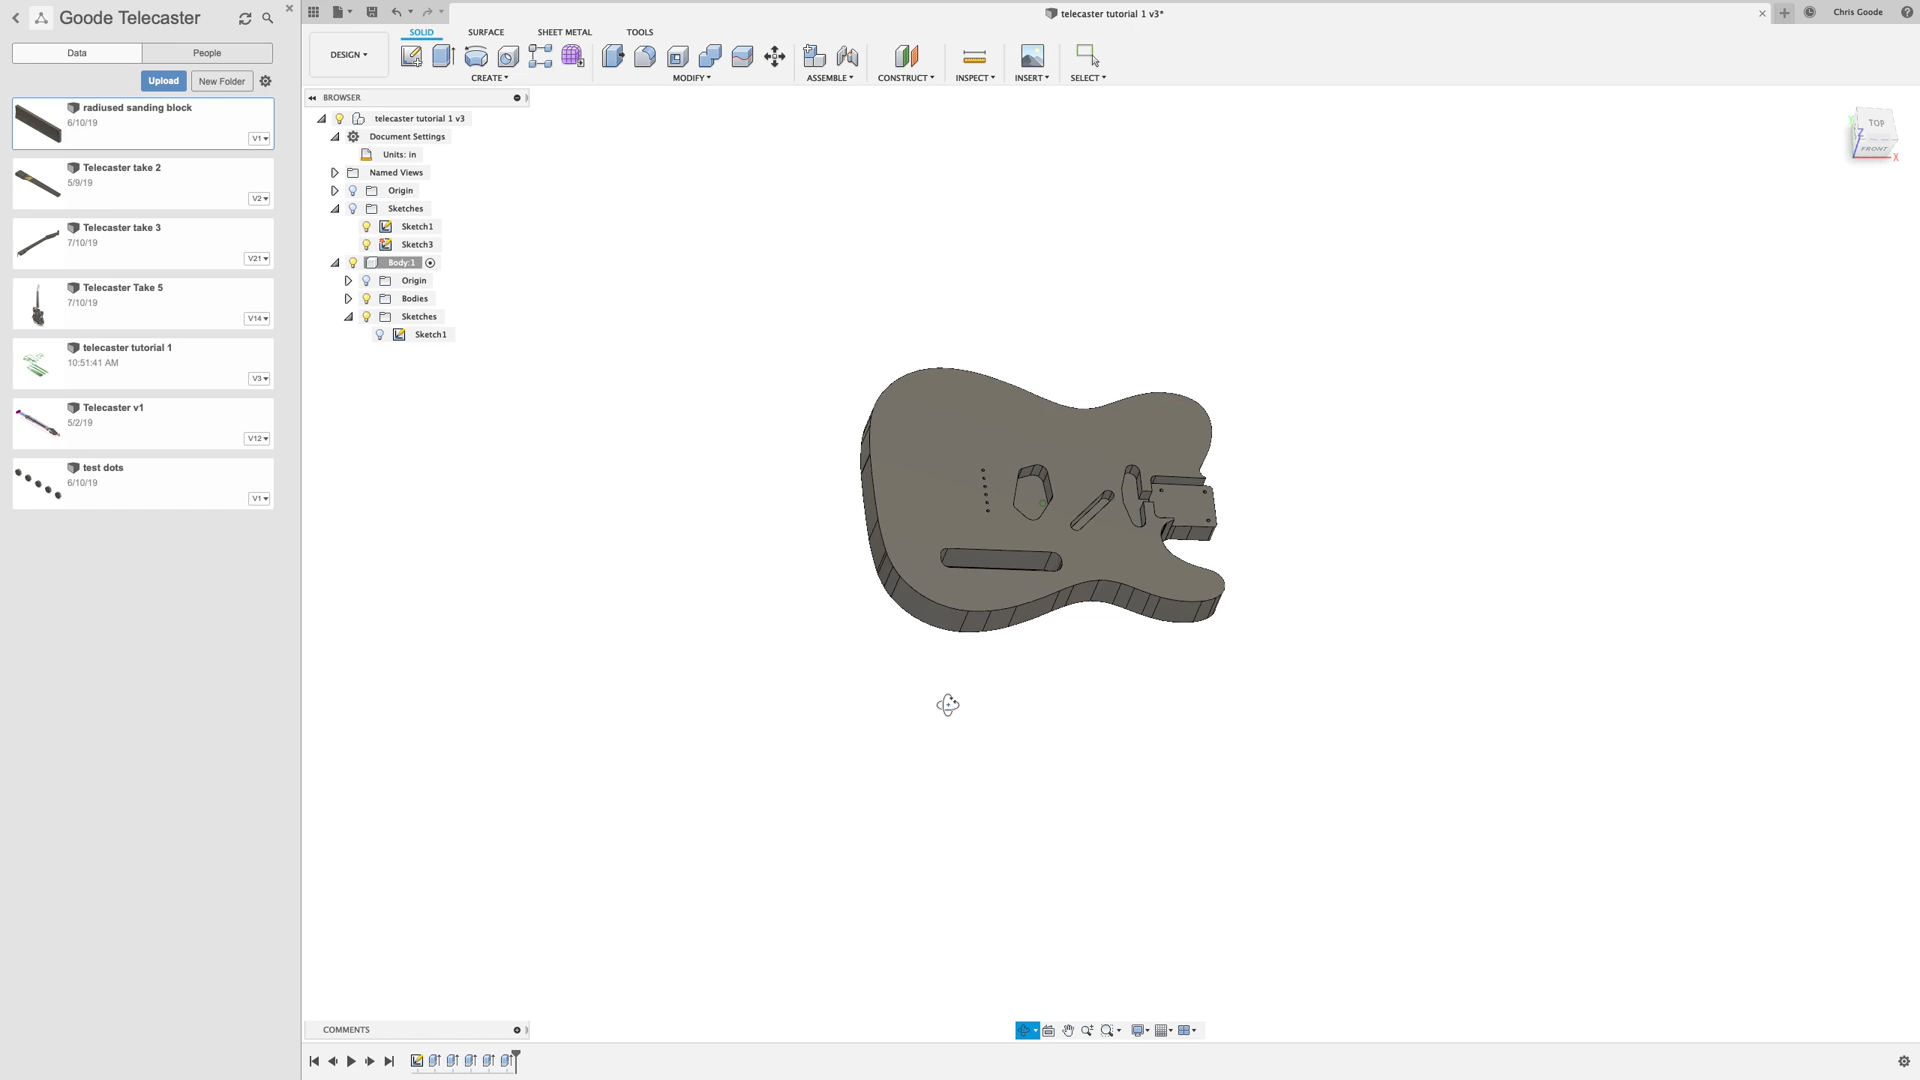 Goode Telecaster
Data
People
Upload
New Folder
radiused sanding block
6/10/19
V1
Telecaster take 2
5/9/19
V2
Telecaster take 3
7/10/19
V21
Telecaster Take 5
7/10/19
V14
telecaster tutorial 1
10:51:41 AM
V3
Telecaster v1
5/2/19
V12
test dots
6/10/19
V1
telecaster tutorial 1 v3*
Chris Goode
DESIGN
SOLID
SURFACE
SHEET METAL
TOOLS
CREATE
MODIFY
ASSEMBLE
CONSTRUCT
INSPECT
INSERT
SELECT
BROWSER
telecaster tutorial 1 v3
Document Settings
Units: in
Named Views
Origin
Sketches
Sketch1
Sketch3
Body:1
Origin
Bodies
Sketches
Sketch1
TOP
FRONT
Z
X
COMMENTS